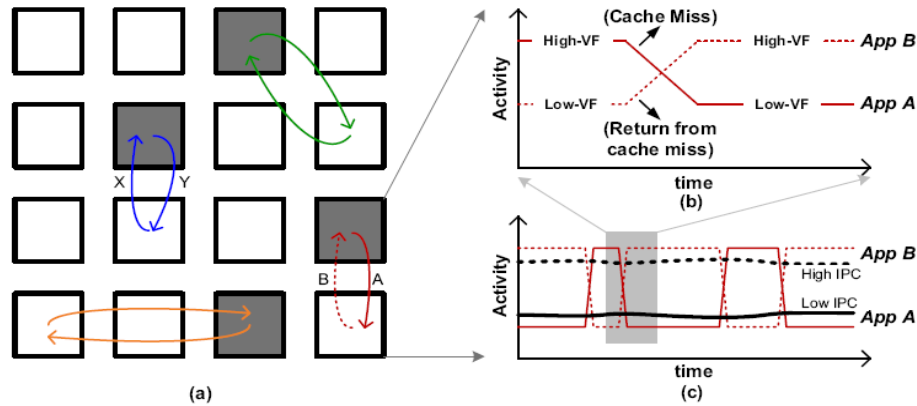 X
Y
B
A
(a)
(Cache Miss)
High-VF
High-VF
App B
Activity
Low-VF
Low-VF
App A
(Return from
cache miss)
time
(b)
App B
High IPC
Activity
Low IPC
App A
time
(c)